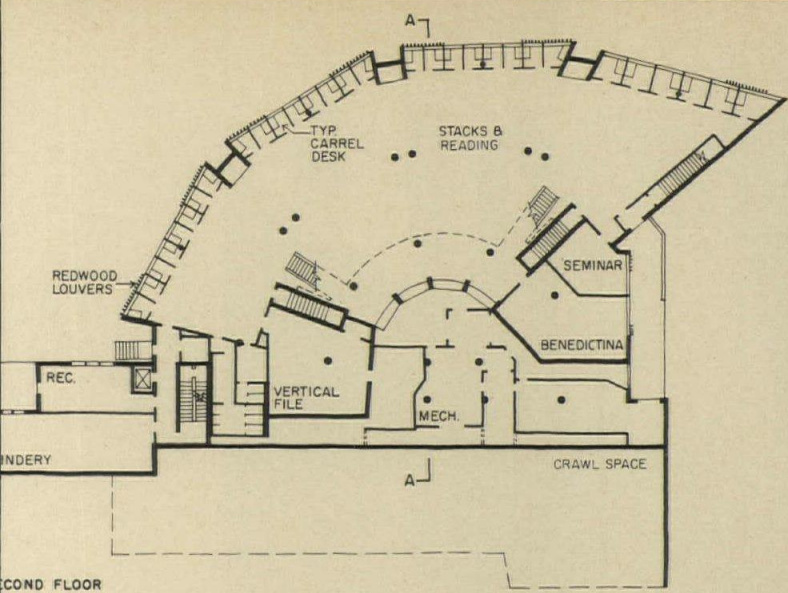 A
TYP.
CARREL
DESK
STACKS &
READING
REDWOOD
LOUVERS
SEMINAR
BENEDICTINA
REC.
VERTICAL
FILE
MECH.
INDERY
CRAWL SPACE
A
ECOND FLOOR